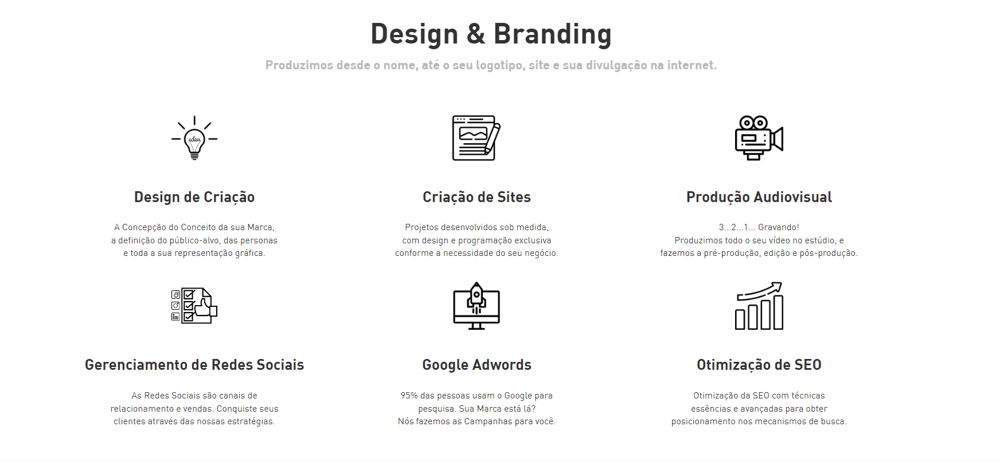 Design & Branding
Produzimos desde o nome, até o seu logotipo, site e sua divulgação na internet.
idea
Design de Criação
A Concepção do Conceito da sua Marca,
a definição do público-alvo, das personas
e toda a sua representação gráfica.
Criação de Sites
Projetos desenvolvidos sob medida,
com design e programação exclusiva
conforme a necessidade do seu negócio.
Produção Audiovisual
3...2...1... Gravando!
Produzimos todo o seu vídeo no estúdio, e
fazemos a pré-produção, edição e pós-produção.
f
in
Gerenciamento de Redes Sociais
As Redes Sociais são canais de
relacionamento e vendas. Conquiste seus
clientes através das nossas estratégias.
Google Adwords
95% das pessoas usam o Google para
pesquisa. Sua Marca está lá?
Nós fazemos as Campanhas para você.
Otimização de SEO
Otimização da SEO com técnicas
essências e avançadas para obter
posicionamento nos mecanismos de busca.